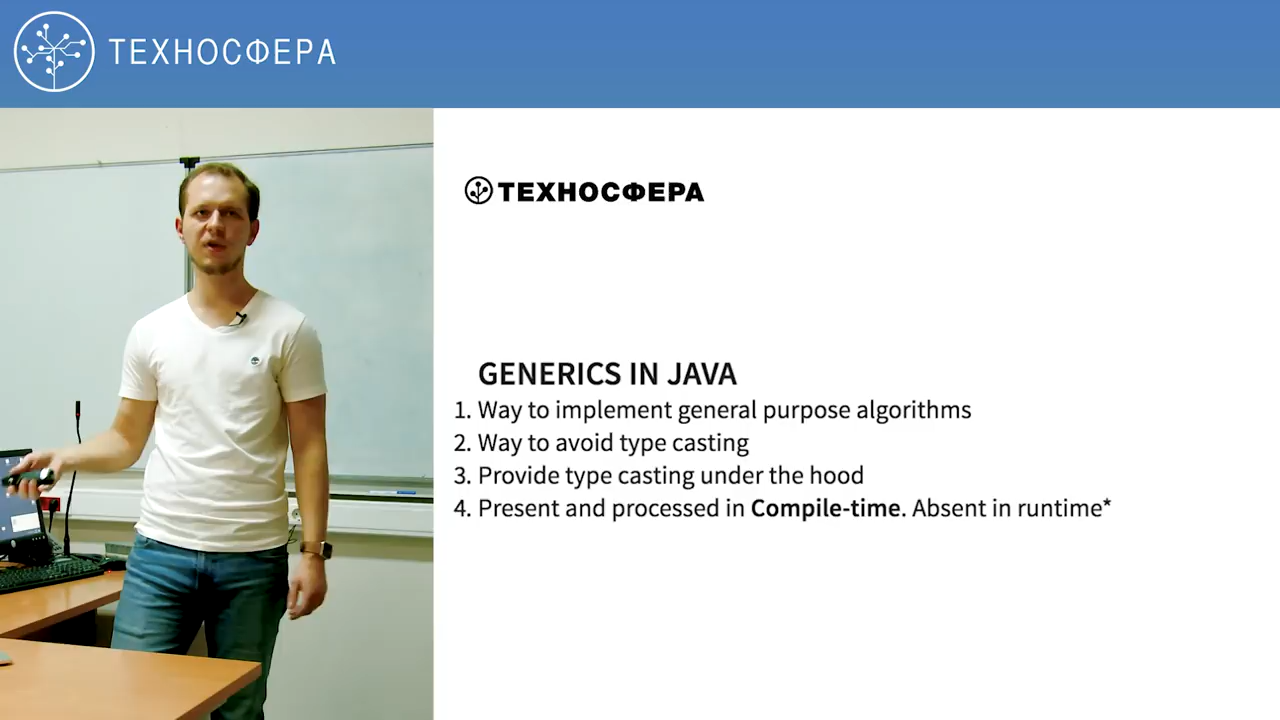 ТЕХНОСФЕРА
ТЕХНОСФЕРА
GENERICS IN JAVA
1. Way to implement general purpose algorithms
2. Way to avoid type casting
3. Provide type casting under the hood
4. Present and processed in Compile-time. Absent in runtime*